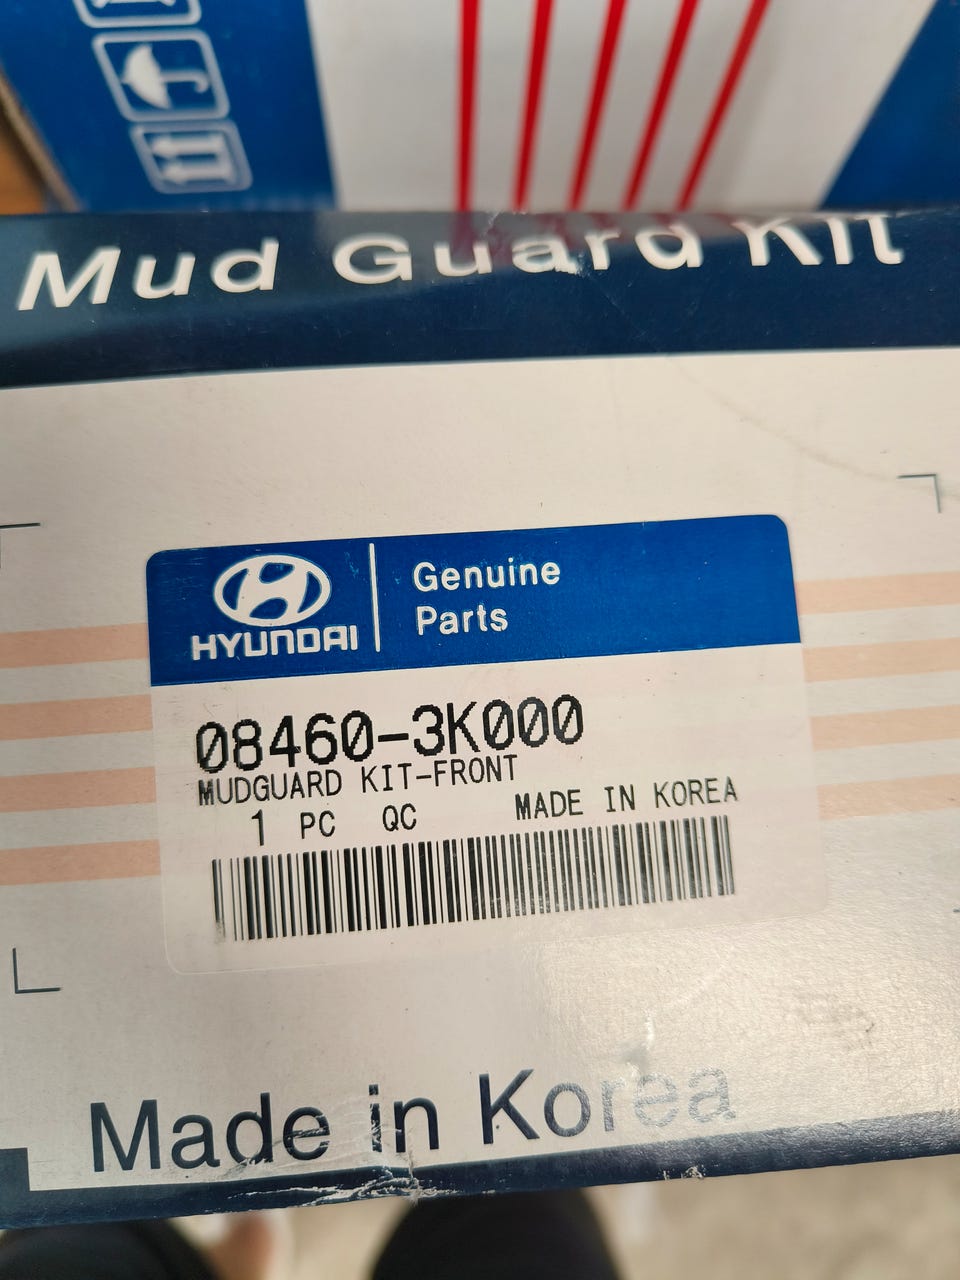 Mud Guard Kit
HYUNDAI
Genuine
Parts
08460-3K000
MUDGUARD KIT-FRONT
1 PC QC MADE IN KOREA
Made in Korea